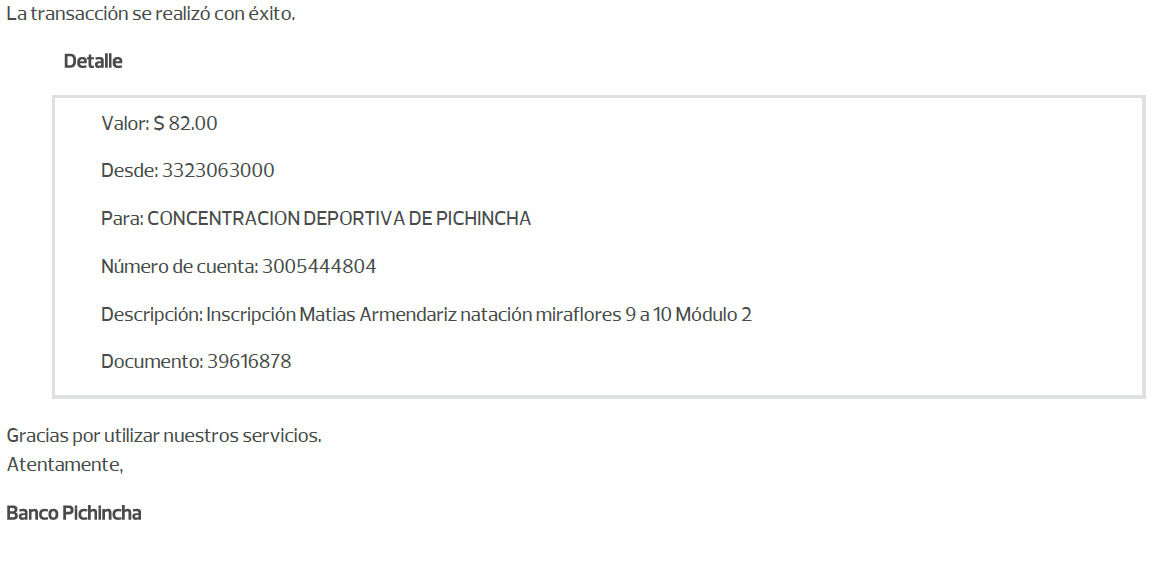 La transacción se realizó con éxito.
Detalle
Valor: $ 82.00
Desde: 3323063000
Para: CONCENTRACION DEPORTIVA DE PICHINCHA
Número de cuenta: 3005444804
Descripción: Inscripción Matias Armendariz natación miraflores 9 a 10 Módulo 2
Documento: 39616878
Gracias por utilizar nuestros servicios.
Atentamente,
Banco Pichincha